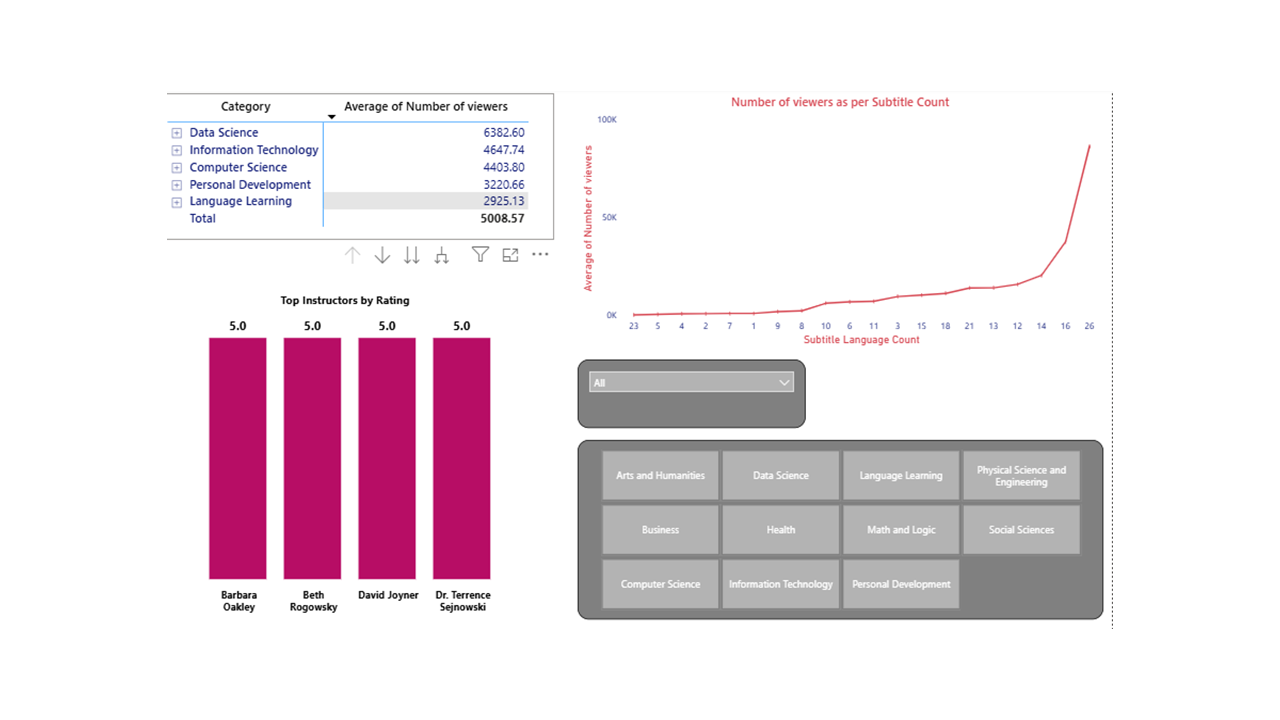 Category Average of Number of viewers
Data Science 6382.60
Information Technology 4647.74
Computer Science 4403.80
Personal Development 3220.66
Language Learning 2925.13
Total 5008.57
Top Instructors by Rating
5.0 5.0 5.0 5.0
Barbara Oakley
Beth Rogowsky
David Joyner
Dr. Terrence Sejnowski
Number of viewers as per Subtitle Count
Average of Number of viewers
100K
50K
0K
23 5 4 2 7 1 9 8 10 6 11 3 15 18 21 13 12 14 16 26
Subtitle Language Count
All
Arts and Humanities
Data Science
Language Learning
Physical Science and
Engineering
Business
Health
Math and Logic
Social Sciences
Computer Science
Information Technology
Personal Development